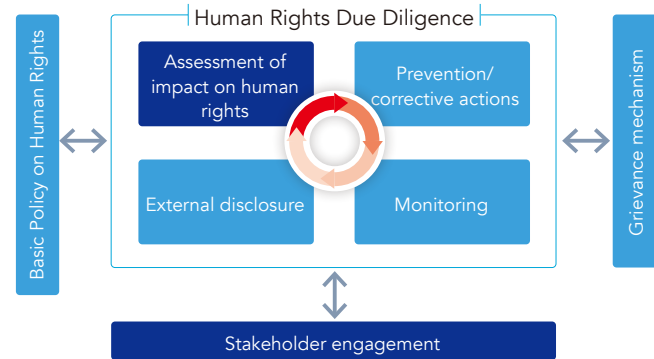 Human Rights Due Diligence
Basic Policy on Human Rights
Assessment of
impact on human
rights
Prevention/
corrective actions
External disclosure
Monitoring
Grievance mechanism
Stakeholder engagement